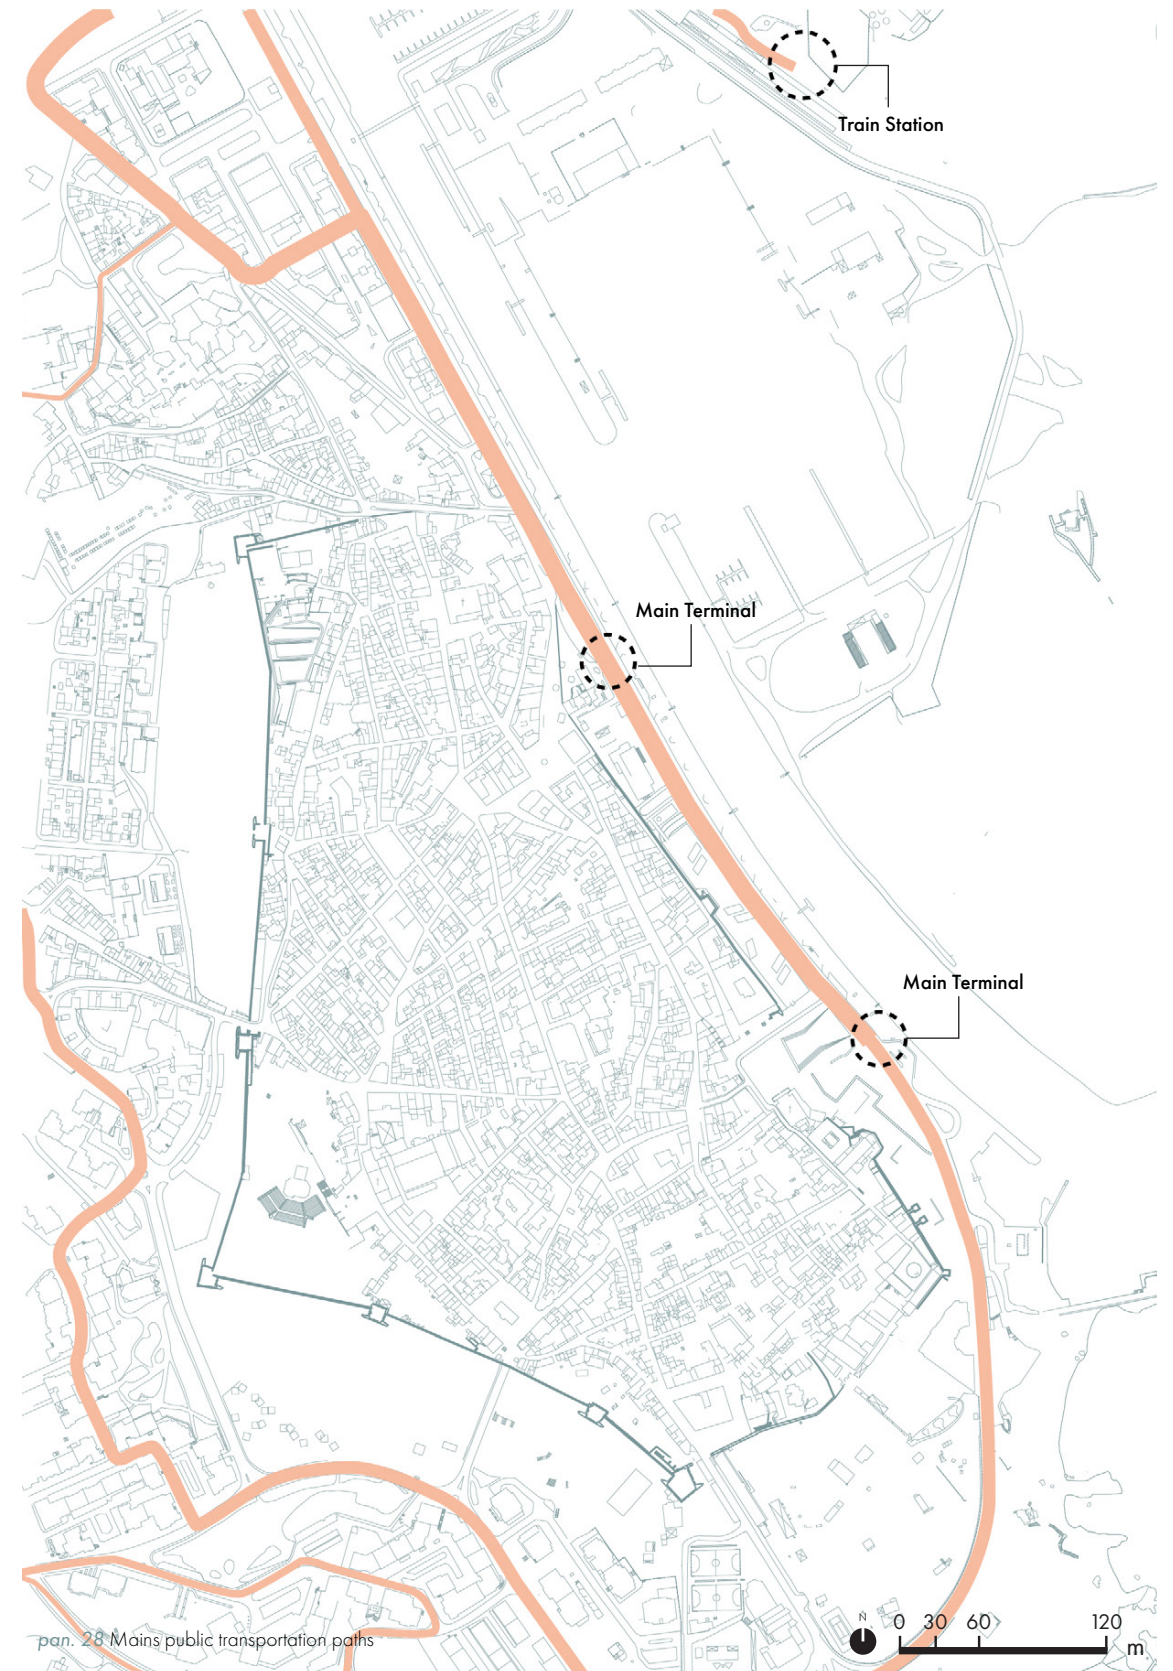 Train Station
Main Terminal
Main Terminal
pan. 28 Mains public transportation paths
N
0 30 60 120
m